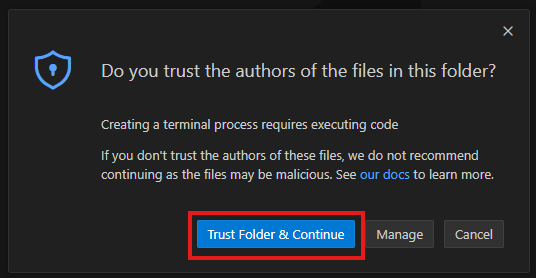 Do you trust the authors of the files in this folder?
Creating a terminal process requires executing code
If you don't trust the authors of these files, we do not recommend
continuing as the files may be malicious. See our docs to learn more.
Trust Folder & Continue
Manage
Cancel